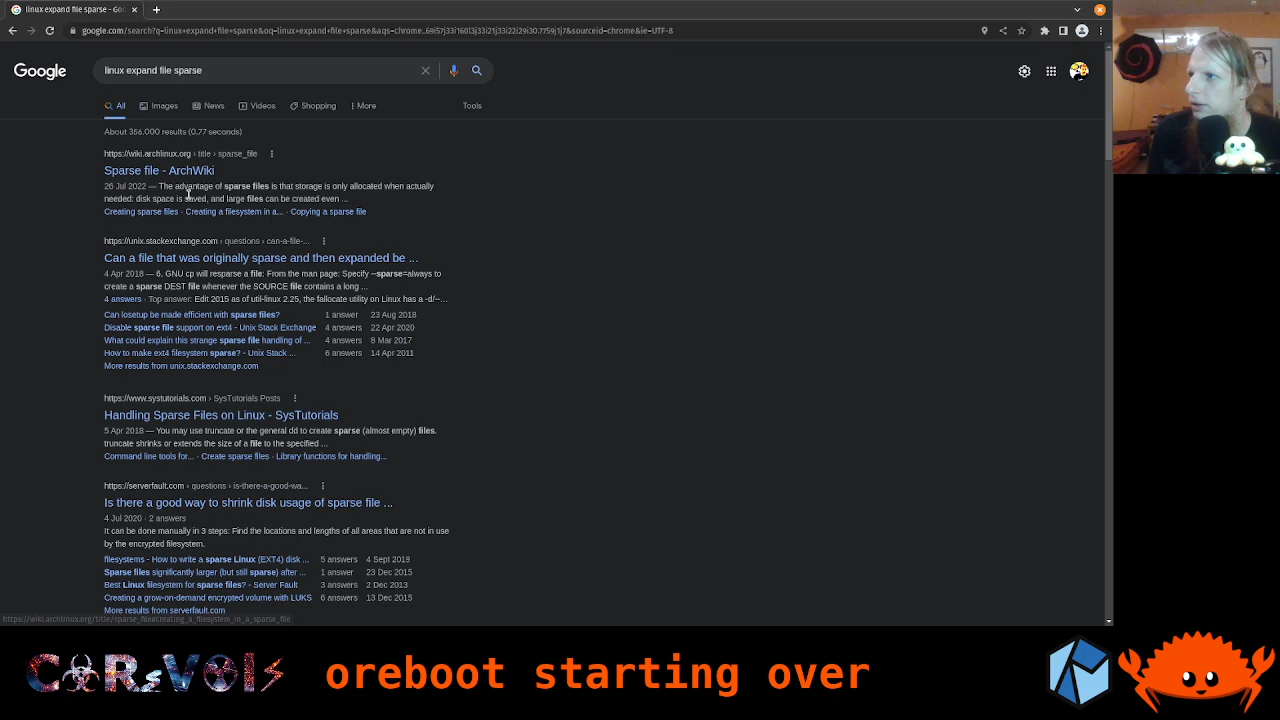 linux expand file sparse - Goo
google.com/search?q=linux+expand+file+sparse&oq=linux+expand+file+sparse&aqs=chrome..69i57j33i160l3j33i21j33i22i29i30.7759j1j7&sourceid=chrome&ie=UTF-8
Google
linux expand file sparse
All Images News Videos Shopping More Tools
About 356.000 results (0.77 seconds)
https://wiki.archlinux.org › title › sparse_file
Sparse file - ArchWiki
26 Jul 2022 — The advantage of sparse files is that storage is only allocated when actually
needed: disk space is saved, and large files can be created even ...
Creating sparse files · Creating a filesystem in a... · Copying a sparse file
https://unix.stackexchange.com › questions › can-a-file-...
Can a file that was originally sparse and then expanded be ...
4 Apr 2018 — 6. GNU cp will resparse a file: From the man page: Specify --sparse=always to
create a sparse DEST file whenever the SOURCE file contains a long ...
4 answers · Top answer: Edit 2015 as of util-linux 2.25, the fallocate utility on Linux has a -d/--...
Can losetup be made efficient with sparse files? 1 answer 23 Aug 2018
Disable sparse file support on ext4 - Unix Stack Exchange 4 answers 22 Apr 2020
What could explain this strange sparse file handling of ... 4 answers 8 Mar 2017
How to make ext4 filesystem sparse? - Unix Stack ... 6 answers 14 Apr 2011
More results from unix.stackexchange.com
https://www.systutorials.com › SysTutorials Posts
Handling Sparse Files on Linux - SysTutorials
5 Apr 2018 — You may use truncate or the general dd to create sparse (almost empty) files.
truncate shrinks or extends the size of a file to the specified ...
Command line tools for... · Create sparse files · Library functions for handling...
https://serverfault.com › questions › is-there-a-good-wa...
Is there a good way to shrink disk usage of sparse file ...
4 Jul 2020 · 2 answers
It can be done manually in 3 steps: Find the locations and lengths of all areas that are not in use
by the encrypted filesystem.
filesystems - How to write a sparse Linux (EXT4) disk ... 5 answers 4 Sept 2019
Sparse files significantly larger (but still sparse) after ... 1 answer 23 Dec 2015
Best Linux filesystem for sparse files? - Server Fault 3 answers 2 Dec 2013
Creating a grow-on-demand encrypted volume with LUKS 6 answers 13 Dec 2015
More results from serverfault.com
https://wiki.archlinux.org/title/sparse_file#Creating_a_filesystem_in_a_sparse_file
oreboot starting over